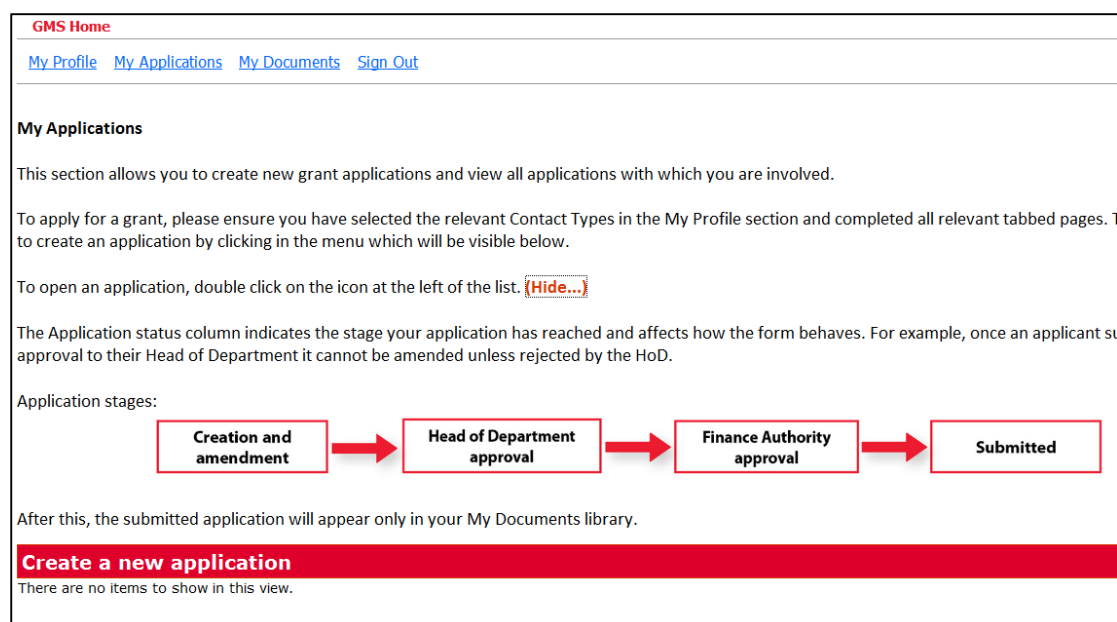 GMS Home
My Profile My Applications My Documents Sign Out
My Applications
This section allows you to create new grant applications and view all applications with which you are involved.
To apply for a grant, please ensure you have selected the relevant Contact Types in the My Profile section and completed all relevant tabbed pages.
to create an application by clicking in the menu which will be visible below.
To open an application, double click on the icon at the left of the list. (Hide...)
The Application status column indicates the stage your application has reached and affects how the form behaves. For example, once an applicant
approval to their Head of Department it cannot be amended unless rejected by the HoD.
Application stages:
Creation and
amendment
Head of Department
approval
Finance Authority
approval
Submitted
After this, the submitted application will appear only in your My Documents library.
Create a new application
There are no items to show in this view.